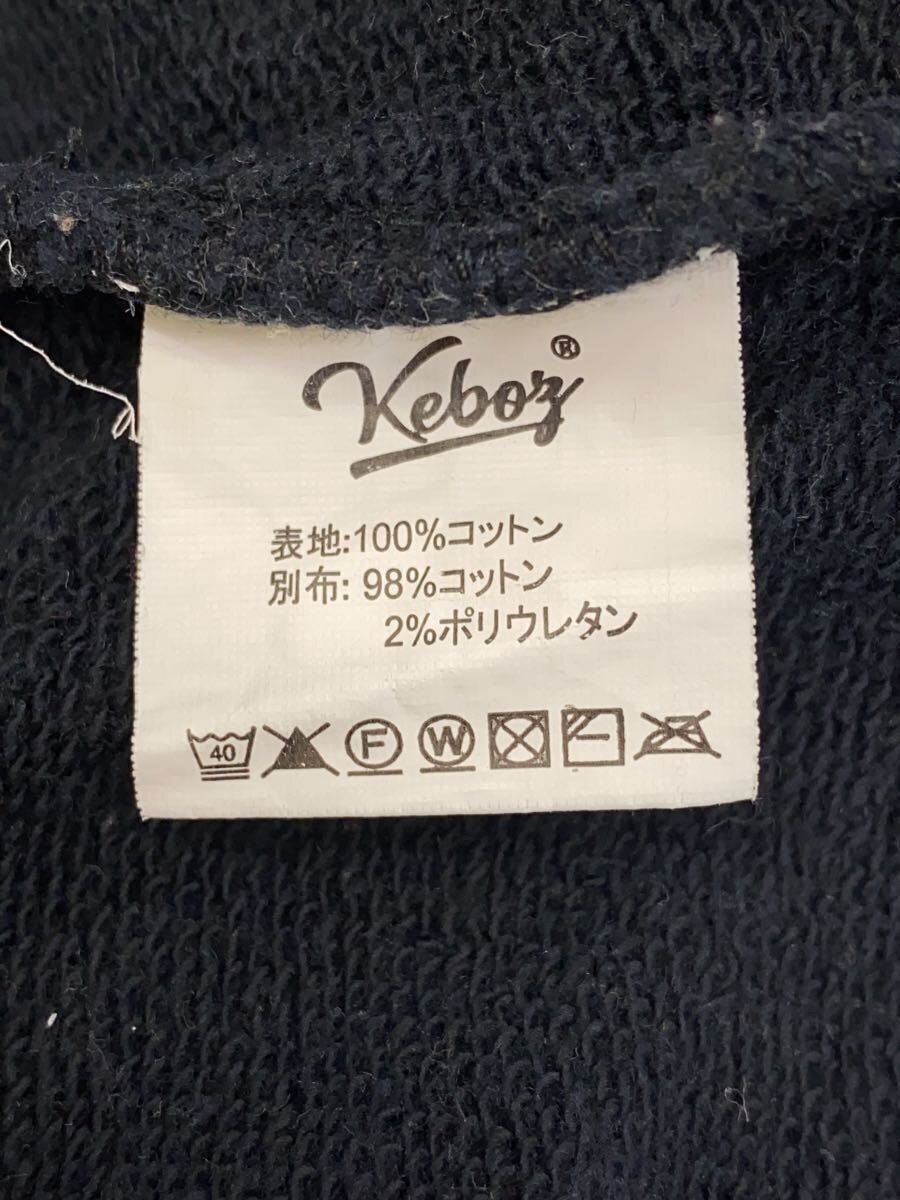 Keboz®
表地:100%コットン
別布: 98%コットン
2%ポリウレタン
40 F W